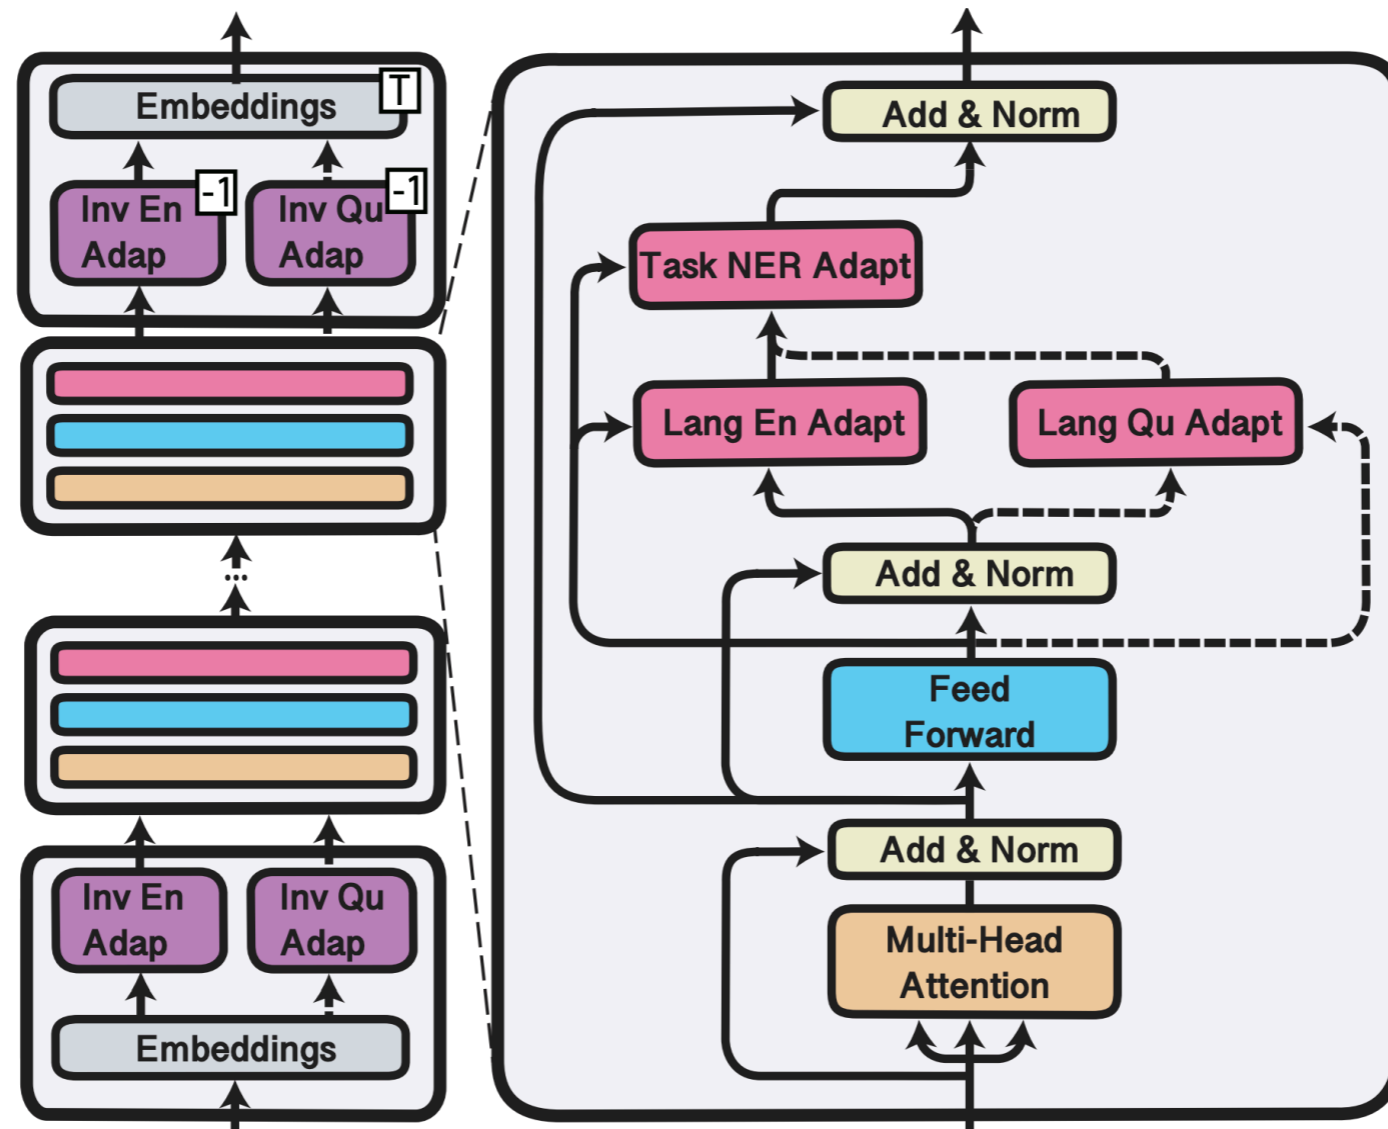 Embeddings
T
Inv En
Adap
-1
Inv Qu
Adap
-1
...
Inv En
Adap
Inv Qu
Adap
Embeddings
Add & Norm
Task NER Adapt
Lang En Adapt
Lang Qu Adapt
Add & Norm
Feed
Forward
Add & Norm
Multi-Head
Attention